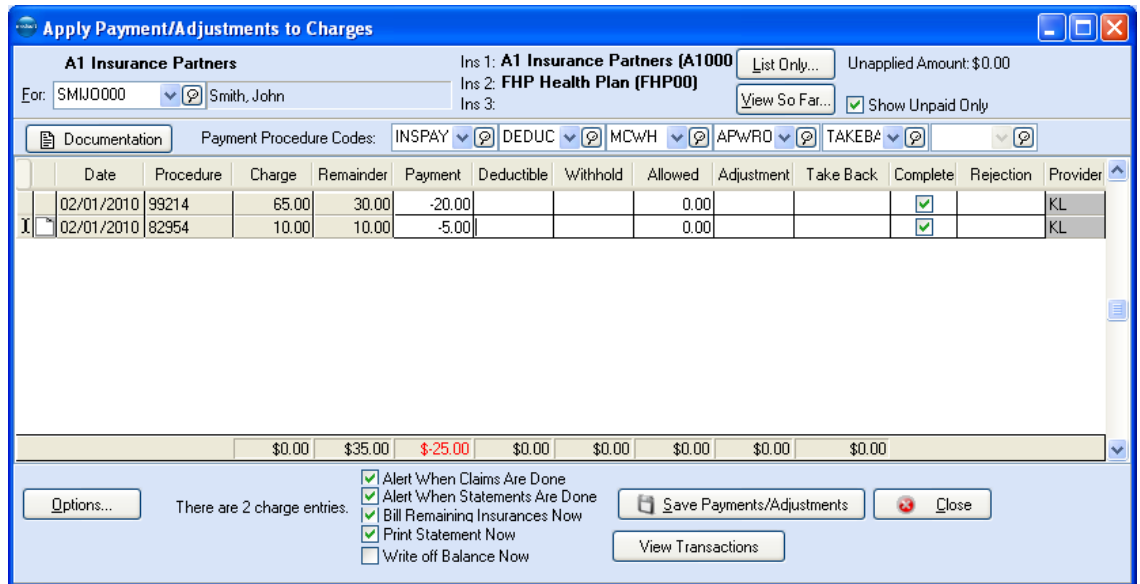 Apply Payment/Adjustments to Charges
A1 Insurance Partners
Ins 1: A1 Insurance Partners (A1000
List Only...
Unapplied Amount: $0.00
Ins 2: FHP Health Plan (FHP00)
For: SMIJO000 Smith, John
Ins 3:
View So Far...
Show Unpaid Only
Documentation Payment Procedure Codes: INSPAY DEDUC MCWH APWRO TAKEBA
Date Procedure Charge Remainder Payment Deductible Withhold Allowed Adjustment Take Back Complete Rejection Provider
02/01/2010 99214 65.00 30.00 -20.00 0.00 KL
02/01/2010 82954 10.00 10.00 -5.00 0.00 KL
$0.00 $35.00 $-25.00 $0.00 $0.00 $0.00 $0.00 $0.00
Alert When Claims Are Done
Alert When Statements Are Done
Options... There are 2 charge entries.
Bill Remaining Insurances Now
Save Payments/Adjustments Close
Print Statement Now
View Transactions
Write off Balance Now